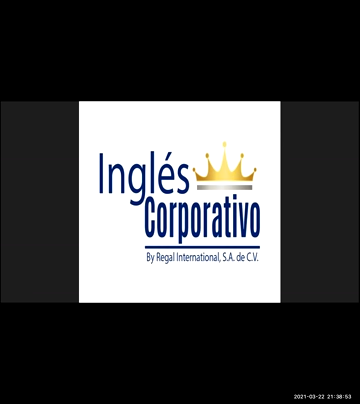 Inglés
Corporativo
By Regal International, S.A. de C.V.
2021-03-22 21:38:53